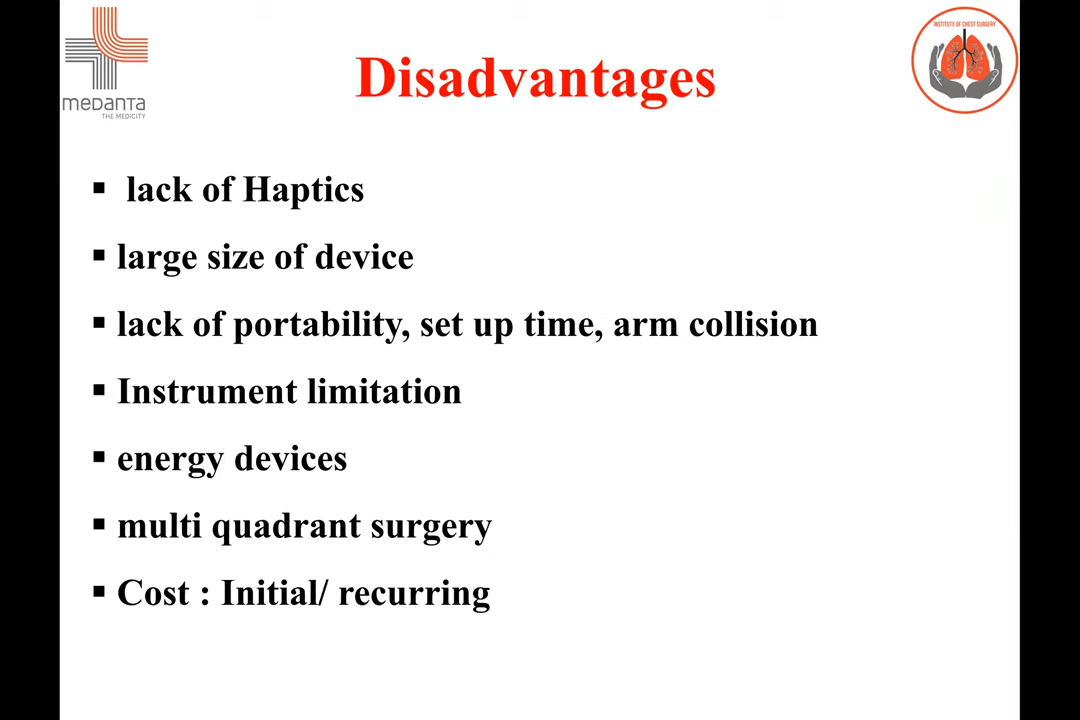 medanta
THE MEDICITY
INSTITUTE OF CHEST SURGERY
Disadvantages
▪ lack of Haptics
▪ large size of device
▪ lack of portability, set up time, arm collision
▪ Instrument limitation
▪ energy devices
▪ multi quadrant surgery
▪ Cost : Initial/ recurring